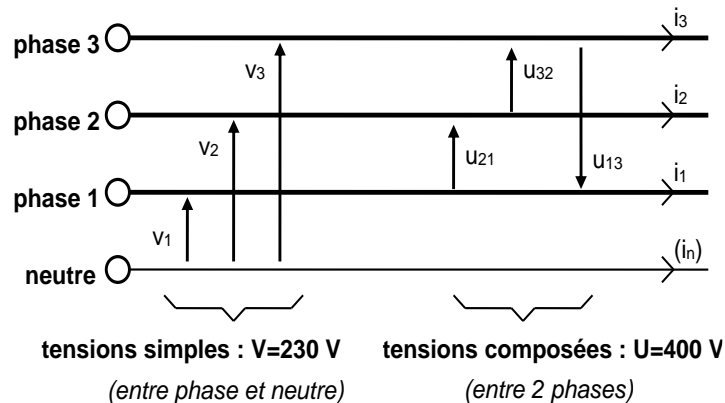 phase 3
i3
v3
u32
phase 2
i2
v2
u21
u13
phase 1
i1
v1
neutre
(in)
tensions simples : V=230 V
(entre phase et neutre)
tensions composées : U=400 V
(entre 2 phases)